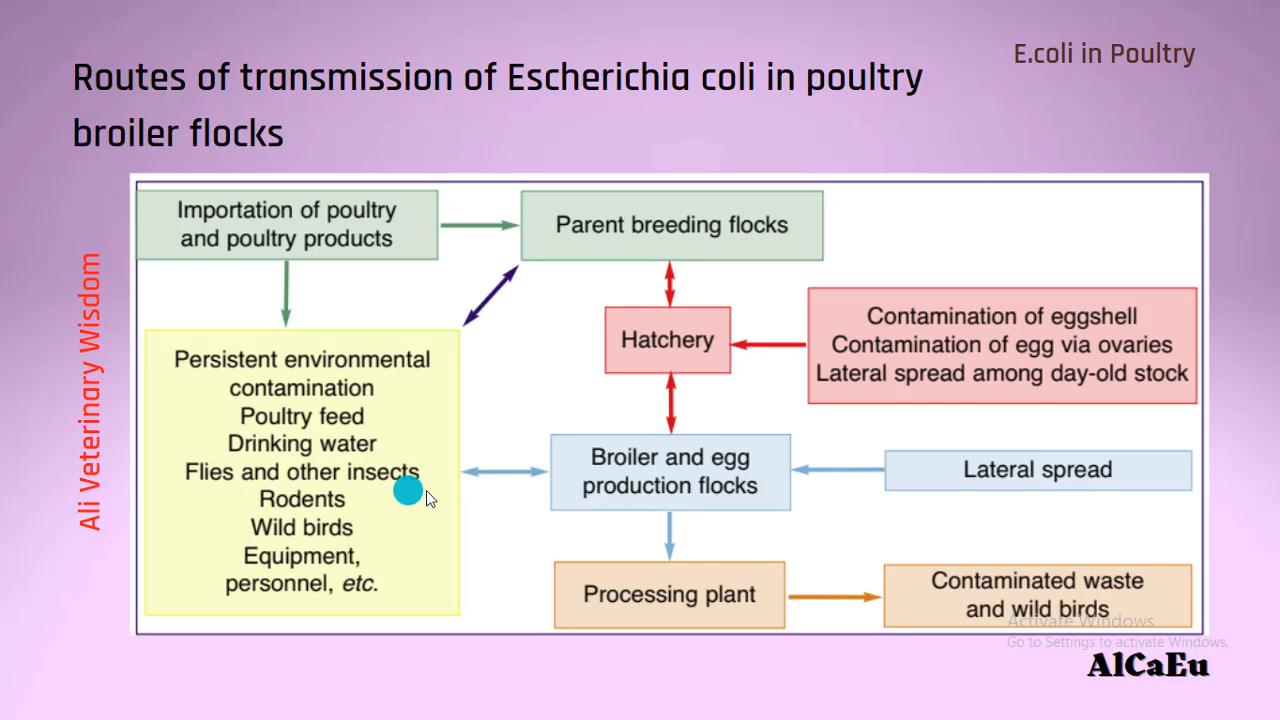 E.coli in Poultry
Routes of transmission of Escherichia coli in poultry
broiler flocks
Ali Veterinary Wisdom
Importation of poultry
and poultry products
Parent breeding flocks
Persistent environmental
contamination
Poultry feed
Drinking water
Flies and other insects
Rodents
Wild birds
Equipment,
personnel, etc.
Hatchery
Contamination of eggshell
Contamination of egg via ovaries
Lateral spread among day-old stock
Broiler and egg
production flocks
Lateral spread
Processing plant
Contaminated waste
and wild birds
Activate Windows
Go to Settings to activate Windows.
AlCaEu